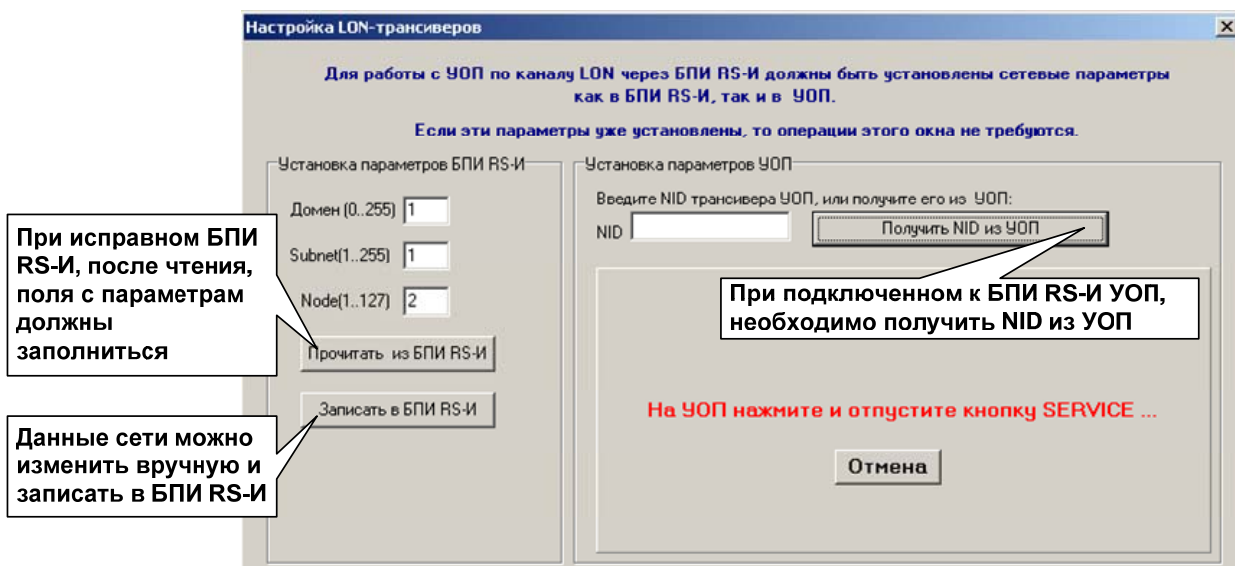 Настройка LON-трансиверов
Для работы с УОП по каналу LON через БПИ RS-И должны быть установлены сетевые параметры
как в БПИ RS-И, так и в УОП.
Если эти параметры уже установлены, то операции этого окна не требуются.
Установка параметров БПИ RS-И
Домен (0..255) 1
Subnet(1..255) 1
Node(1..127) 2
Прочитать из БПИ RS-И
Записать в БПИ RS-И
При исправном БПИ
RS-И, после чтения,
поля с параметрам
должны
заполниться
Данные сети можно
изменить вручную и
записать в БПИ RS-И
Установка параметров УОП
Введите NID трансивера УОП, или получите его из УОП:
NID
Получить NID из УОП
При подключенном к БПИ RS-И УОП,
необходимо получить NID из УОП
На УОП нажмите и отпустите кнопку SERVICE ...
Отмена